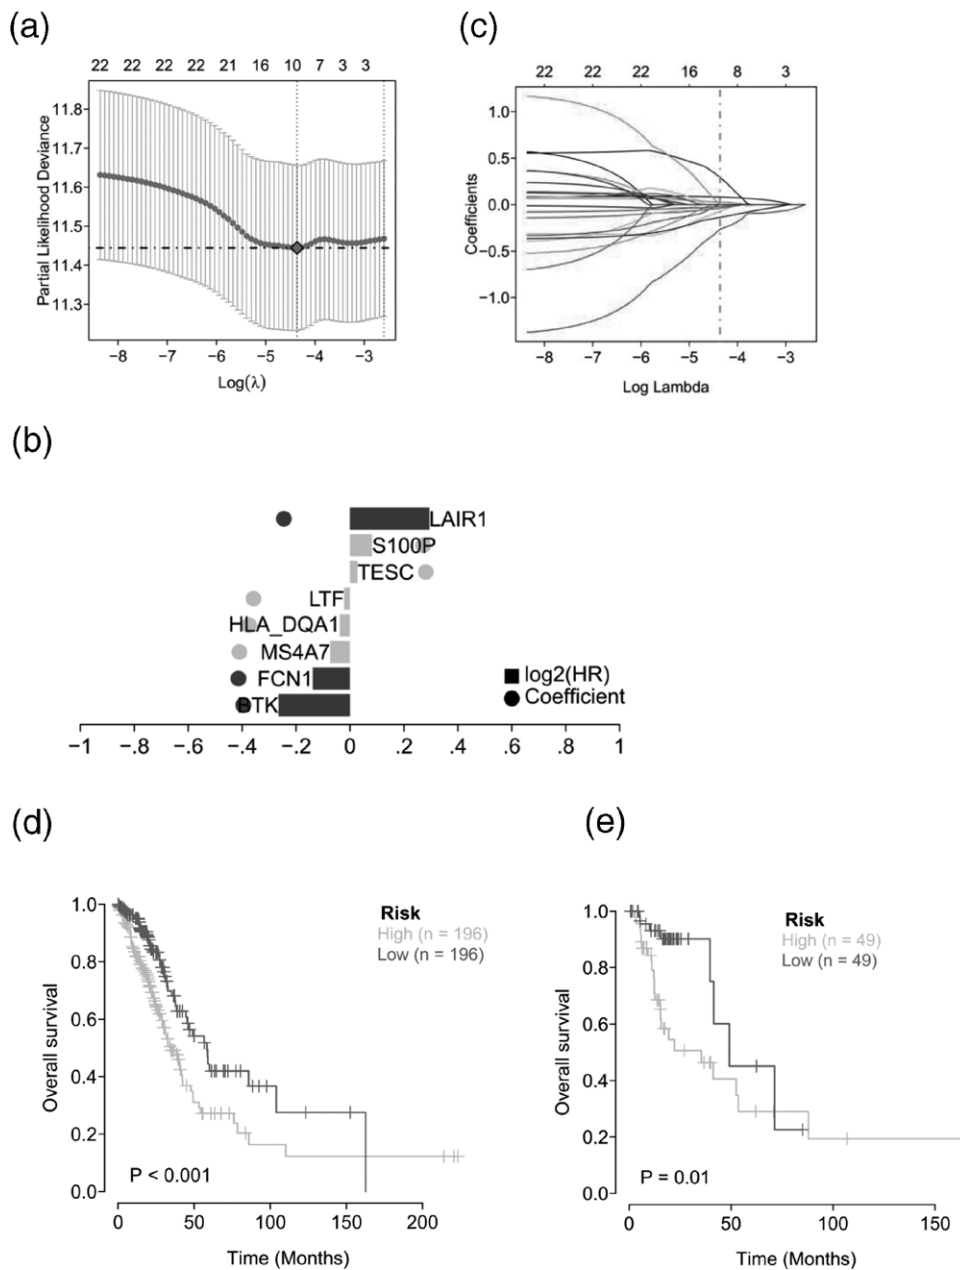 (a)
22 22 22 22 21 16 10 7 3 3
Partial Likelihood Deviance
11.8
11.7
11.6
11.5
11.4
11.3
−8 −7 −6 −5 −4 −3
Log(λ)
(c)
22 22 22 16 8 3
Coefficients
1.0
0.5
0.0
−0.5
−1.0
−8 −7 −6 −5 −4 −3
Log Lambda
(b)
LAIR1
S100P
TESC
LTF
HLA_DQA1
MS4A7
FCN1
BTK
log2(HR)
Coefficient
−1 −.8 −.6 −.4 −.2 0 .2 .4 .6 .8 1
(d)
Overall survival
1.0
0.8
0.6
0.4
0.2
0.0
Risk
High (n = 196)
Low (n = 196)
P < 0.001
0 50 100 150 200
Time (Months)
(e)
Overall survival
1.0
0.8
0.6
0.4
0.2
0.0
Risk
High (n = 49)
Low (n = 49)
P = 0.01
0 50 100 150
Time (Months)